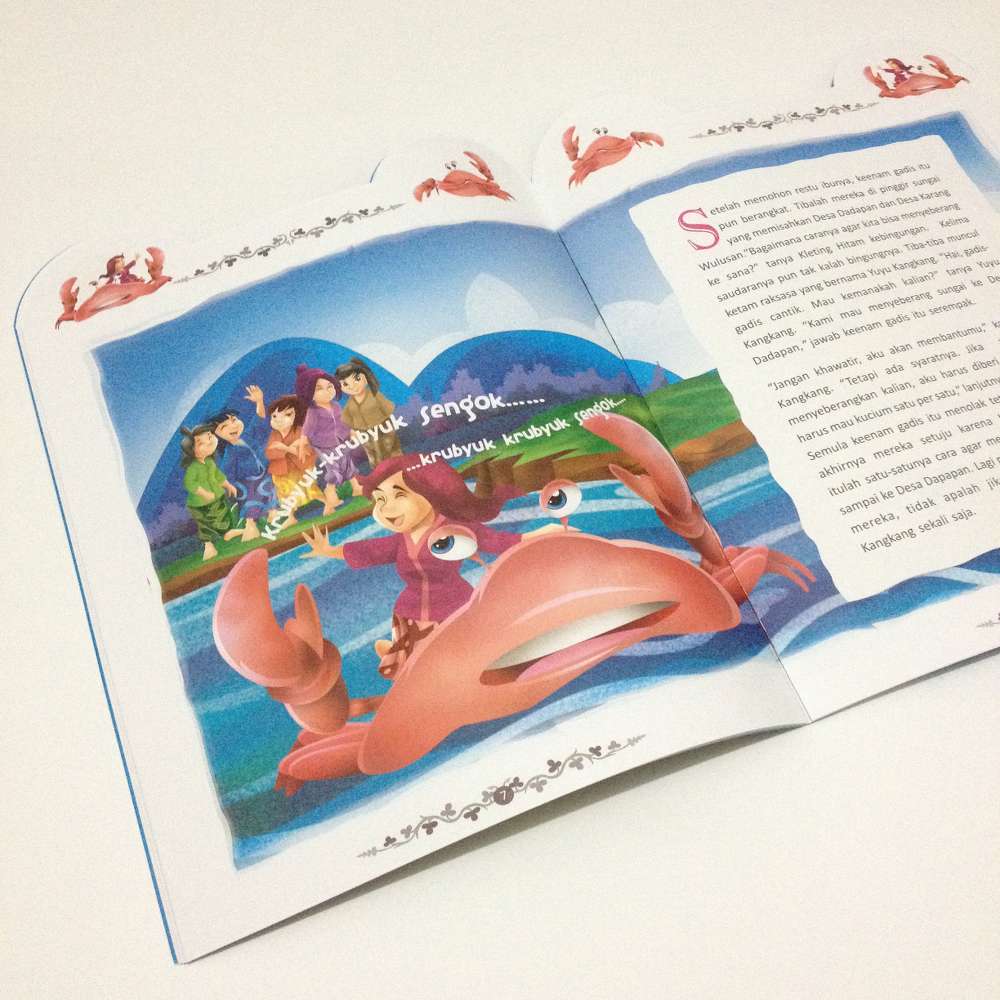 Krubyuk-krubyuk sengok......
...krubyuk krubyuk sengok...
7
Setelah memohon restu ibunya, keenam gadis itu
pun berangkat. Tibalah mereka di pinggir sungai
yang memisahkan Desa Dadapan dan Desa Karang
Wulusan. "Bagaimana caranya agar kita bisa menyeberang
ke sana?" tanya Kleting Hitam kebingungan. Kelima
saudaranya pun tak kalah bingungnya. Tiba-tiba muncul
ketam raksasa yang bernama Yuyu Kangkang. "Hai, gadis-
gadis cantik. Mau kemanakah kalian?" tanya Yuyu
Kangkang. "Kami mau menyeberang sungai ke
Dadapan," jawab keenam gadis itu serempak.
"Jangan khawatir, aku akan membantumu,"
Kangkang. "Tetapi ada syaratnya. Jika
menyeberangkan kalian, aku harus diberi
harus mau kucium satu per satu,"
Semula keenam gadis itu menolak
akhirnya mereka setuju karena
itulah satu-satunya cara agar
sampai ke Desa Dapapan. Lagi
mereka, tidak apalah
Kangkang sekali saja.